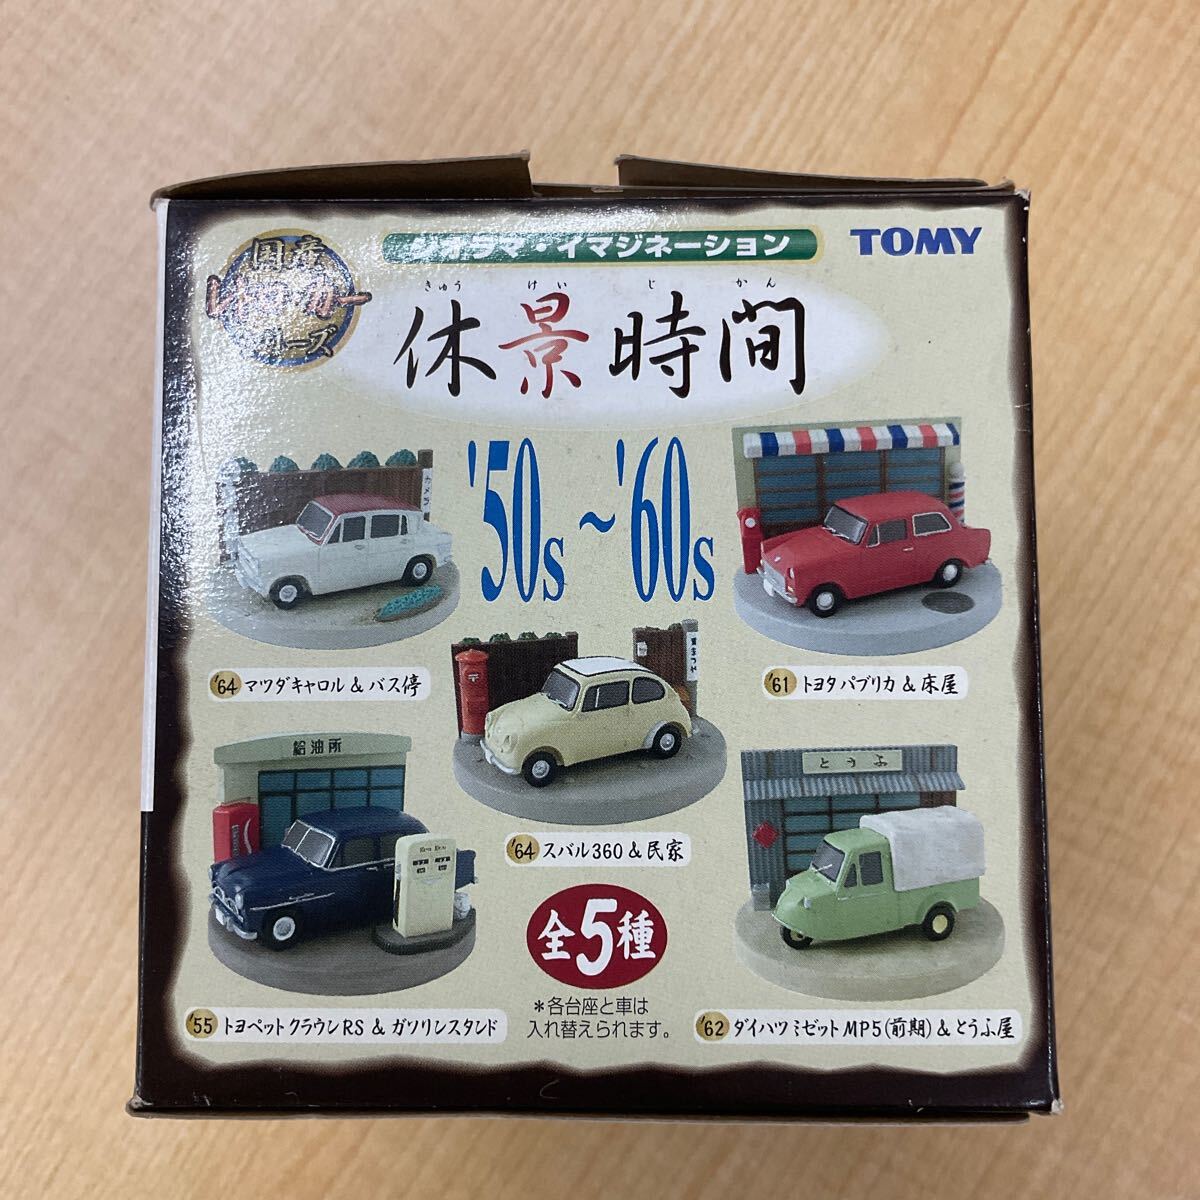 国産
レトロカー
シリーズ
ジオラマ・イマジネーション
TOMY
きゅう けい じ かん
休景時間
'50s～'60s
'64 マツダキャロル & バス停
'61 トヨタパブリカ & 床屋
'64 スバル360 & 民家
給油所
とうふ
全5種
*各台座と車は
入れ替えられます。
'55 トヨペットクラウンRS & ガソリンスタンド
'62 ダイハツミゼットMP5(前期) & とうふ屋